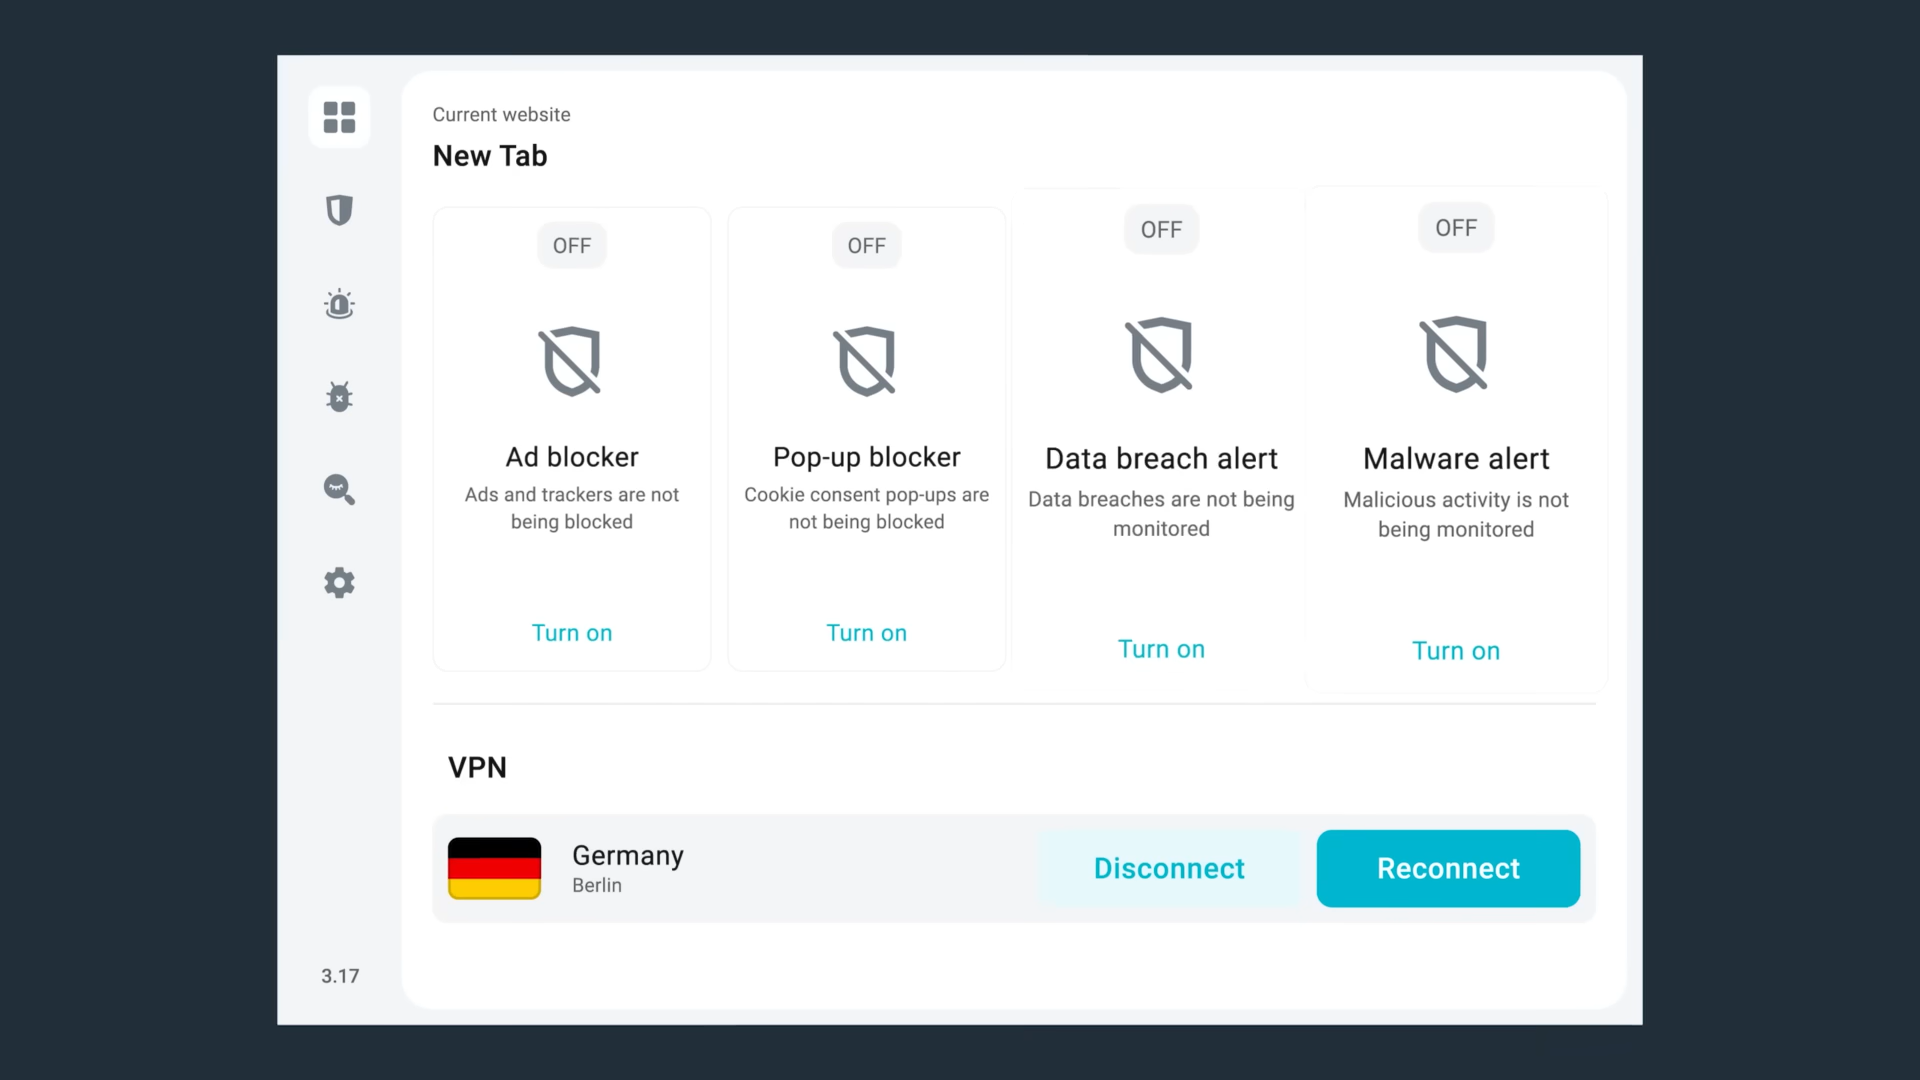 Current website
New Tab
OFF
Ad blocker
Ads and trackers are not
being blocked
Turn on
OFF
Pop-up blocker
Cookie consent pop-ups are
not being blocked
Turn on
OFF
Data breach alert
Data breaches are not being
monitored
Turn on
OFF
Malware alert
Malicious activity is not
being monitored
Turn on
VPN
Germany
Berlin
Disconnect
Reconnect
3.17